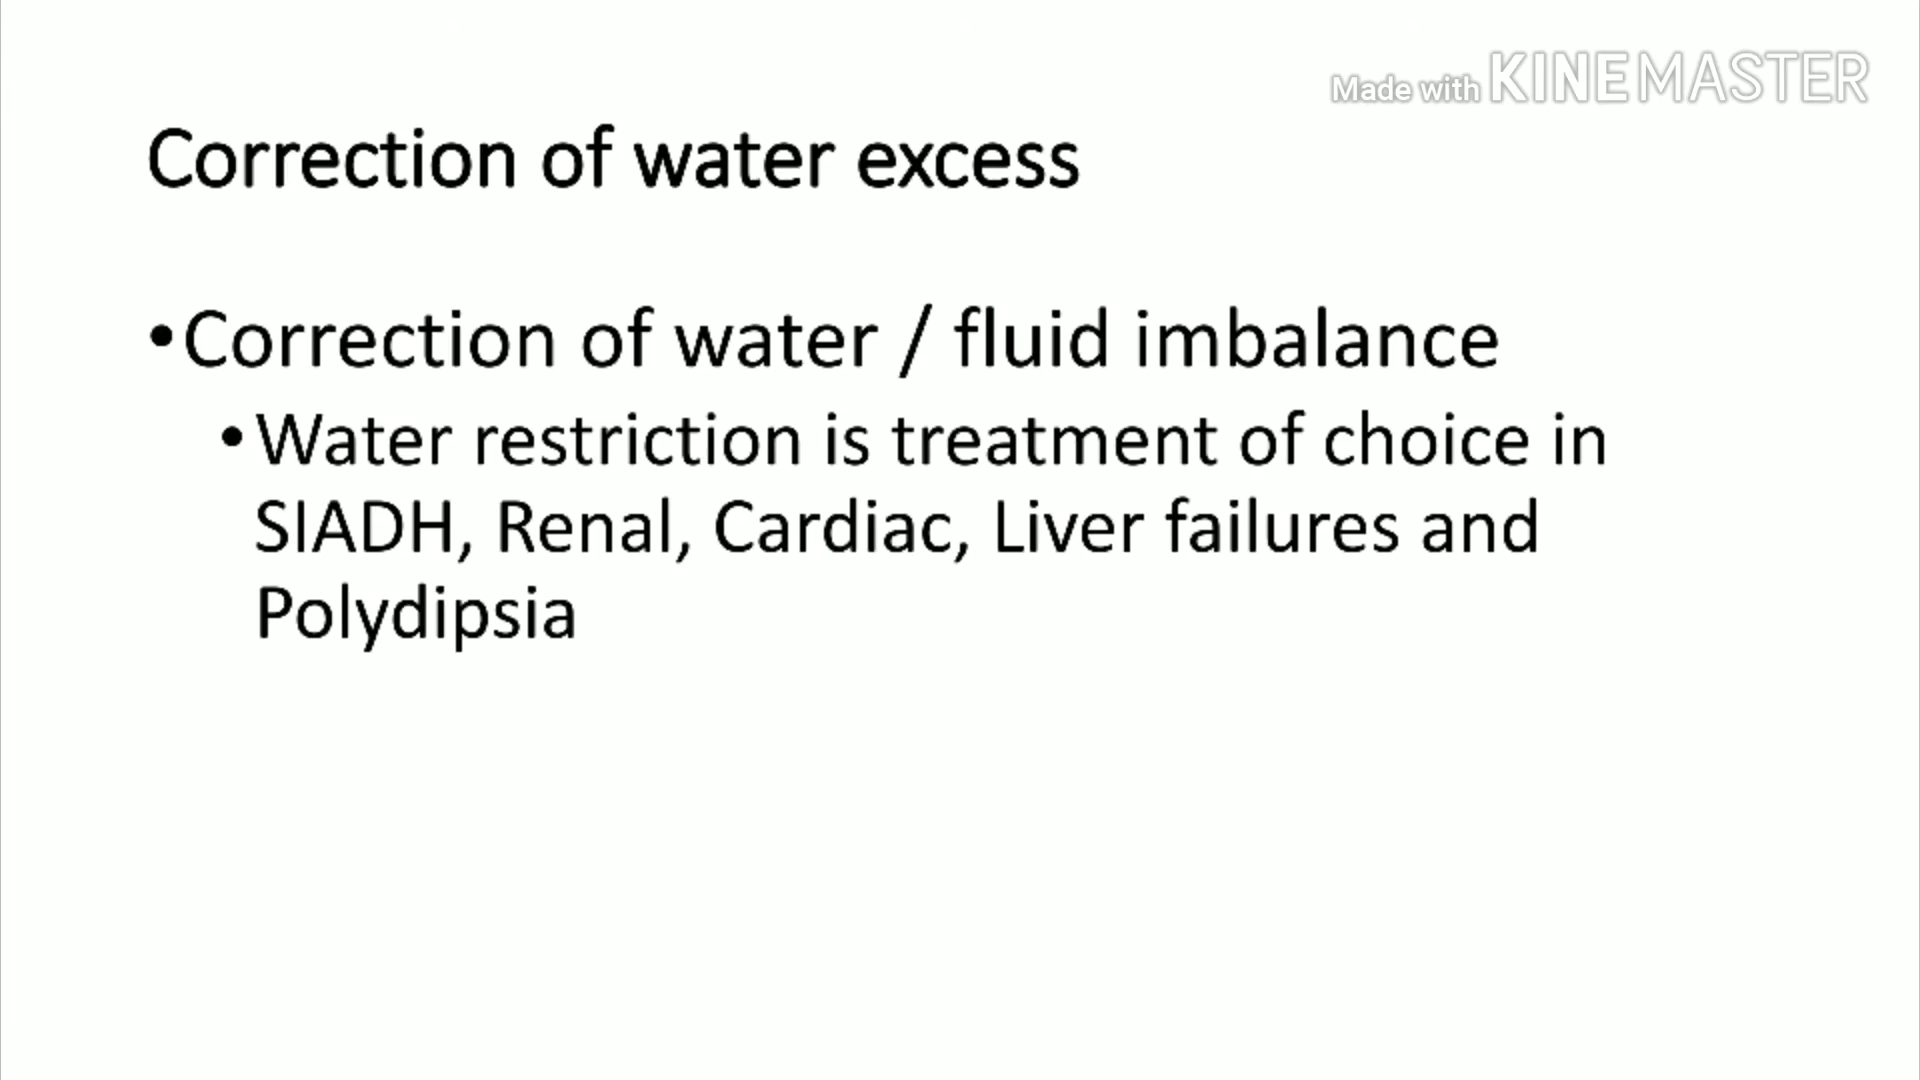 Made with KINEMASTER
Correction of water excess
•Correction of water / fluid imbalance
•Water restriction is treatment of choice in
SIADH, Renal, Cardiac, Liver failures and
Polydipsia